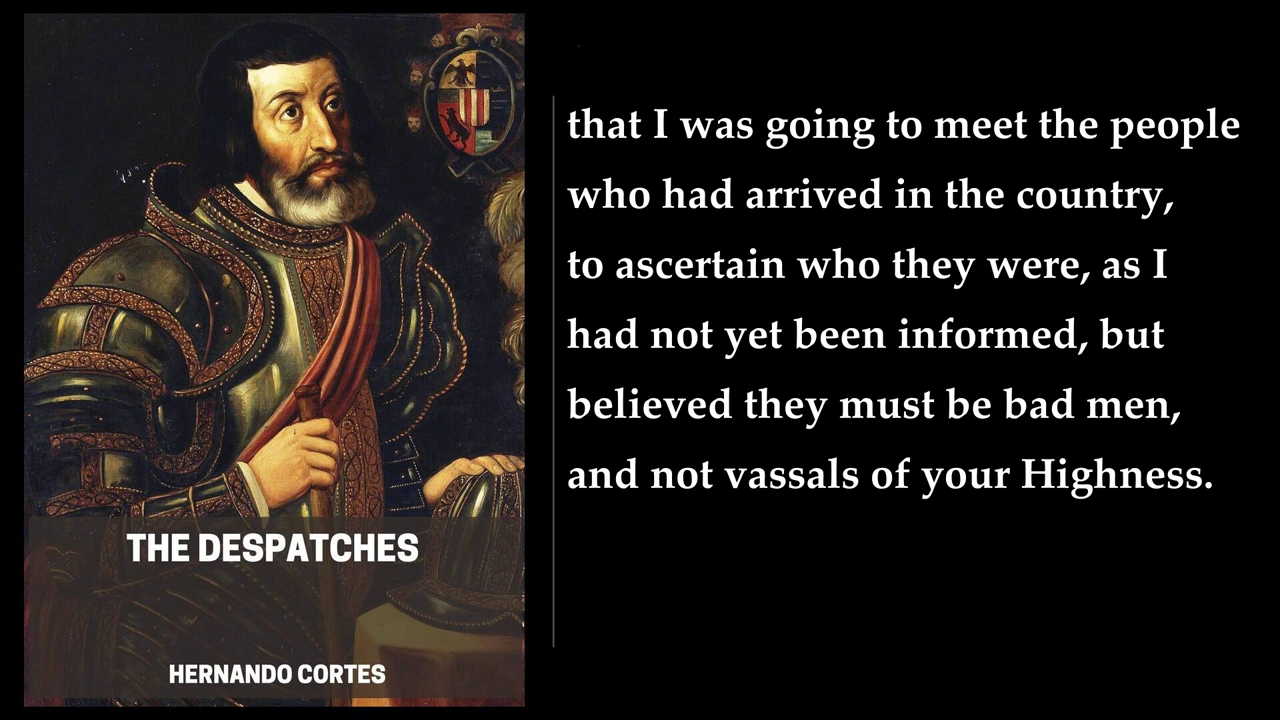 THE DESPATCHES
HERNANDO CORTES
that I was going to meet the people
who had arrived in the country,
to ascertain who they were, as I
had not yet been informed, but
believed they must be bad men,
and not vassals of your Highness.